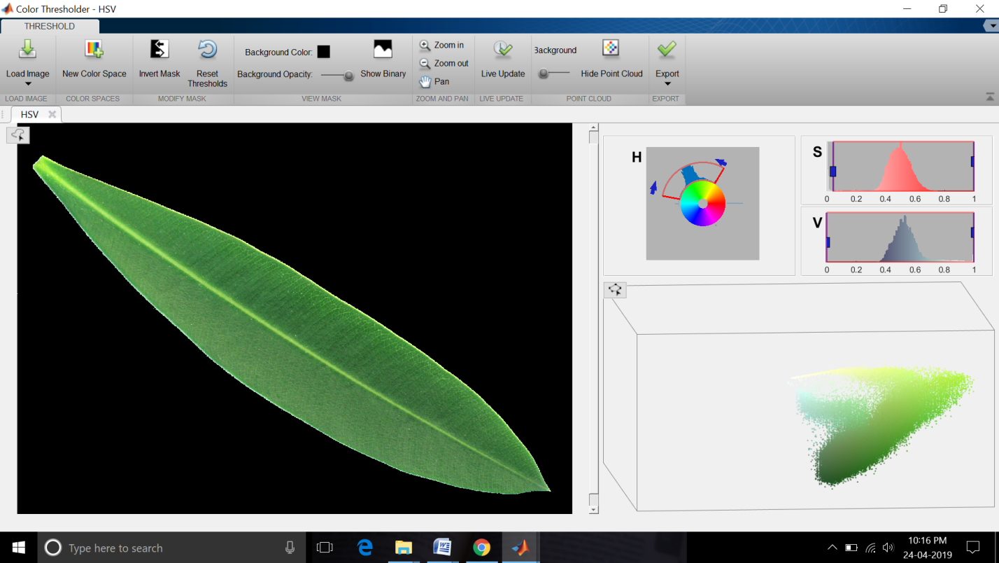 Color Thresholder - HSV
THRESHOLD
Load Image
New Color Space
Invert Mask
Reset
Thresholds
Background Color:
Background Opacity:
Show Binary
Zoom in
Zoom out
Pan
Live Update
Background
Hide Point Cloud
Export
LOAD IMAGE
COLOR SPACES
MODIFY MASK
VIEW MASK
ZOOM AND PAN
LIVE UPDATE
POINT CLOUD
EXPORT
HSV
H
S
0 0.2 0.4 0.6 0.8 1
V
0 0.2 0.4 0.6 0.8 1
Type here to search
10:16 PM
24-04-2019